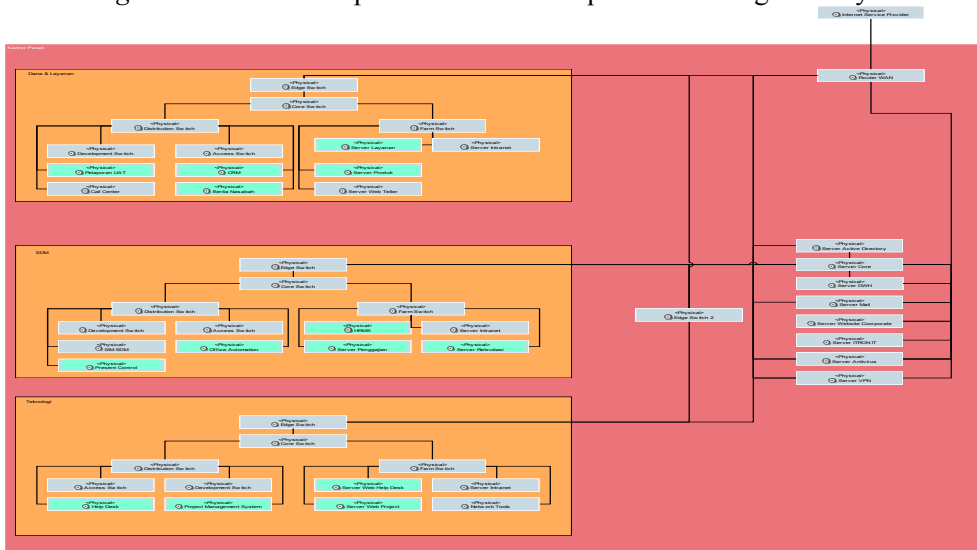 <Physical>
Internet Service Provider
Kantor Pusat
<Physical>
Router WAN
Dana & Layanan
<Physical>
Edge Switch
<Physical>
Core Switch
<Physical>
Distribution Switch
<Physical>
Farm Switch
<Physical>
Development Switch
<Physical>
Access Switch
<Physical>
Server Layanan
<Physical>
Server Intranet
<Physical>
Pelaporan UAT
<Physical>
CRM
<Physical>
Server Produk
<Physical>
Call Center
<Physical>
Berita Nasabah
<Physical>
Server Web Teller
SDM
<Physical>
Edge Switch
<Physical>
Core Switch
<Physical>
Distribution Switch
<Physical>
Farm Switch
<Physical>
Development Switch
<Physical>
Access Switch
<Physical>
HRMS
<Physical>
Server Intranet
<Physical>
SIM SDM
<Physical>
Office Automation
<Physical>
Server Penggajian
<Physical>
Server Rekrutasi
<Physical>
Present Control
<Physical>
Edge Switch 2
<Physical>
Server Active Directory
<Physical>
Server Core
<Physical>
Server DWH
<Physical>
Server Mail
<Physical>
Server Website Coorporate
<Physical>
Server ITRON IT
<Physical>
Server Antivirus
<Physical>
Server VPN
Teknologi
<Physical>
Edge Switch
<Physical>
Core Switch
<Physical>
Distribution Switch
<Physical>
Farm Switch
<Physical>
Access Switch
<Physical>
Development Switch
<Physical>
Server Web Help Desk
<Physical>
Server Intranet
<Physical>
Help Desk
<Physical>
Project Management System
<Physical>
Server Web Project
<Physical>
Network Tools